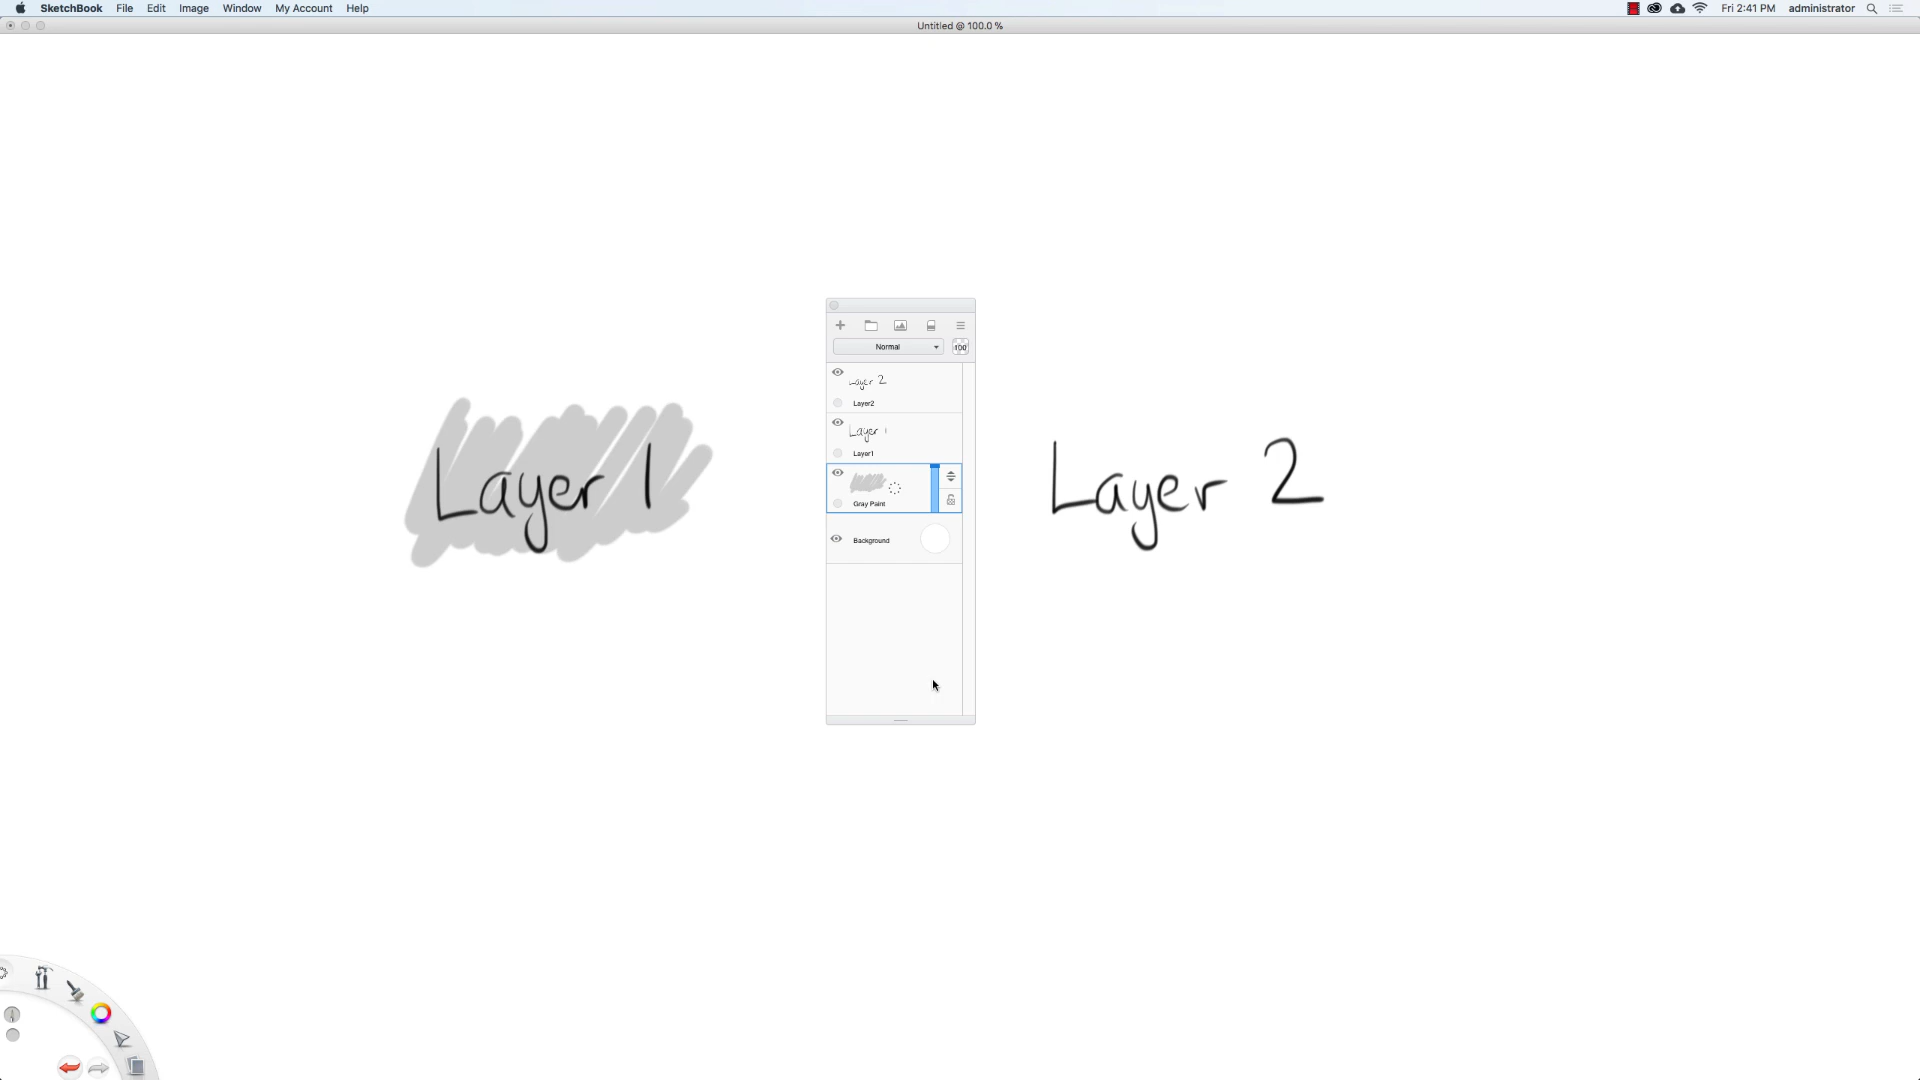 SketchBook File Edit Image Window My Account Help Fri 2:41 PM administrator
Untitled @ 100.0 %
Normal 100
Layer 2
Layer2
Layer 1
Layer1
Gray Paint
Background
Layer 1
Layer 2